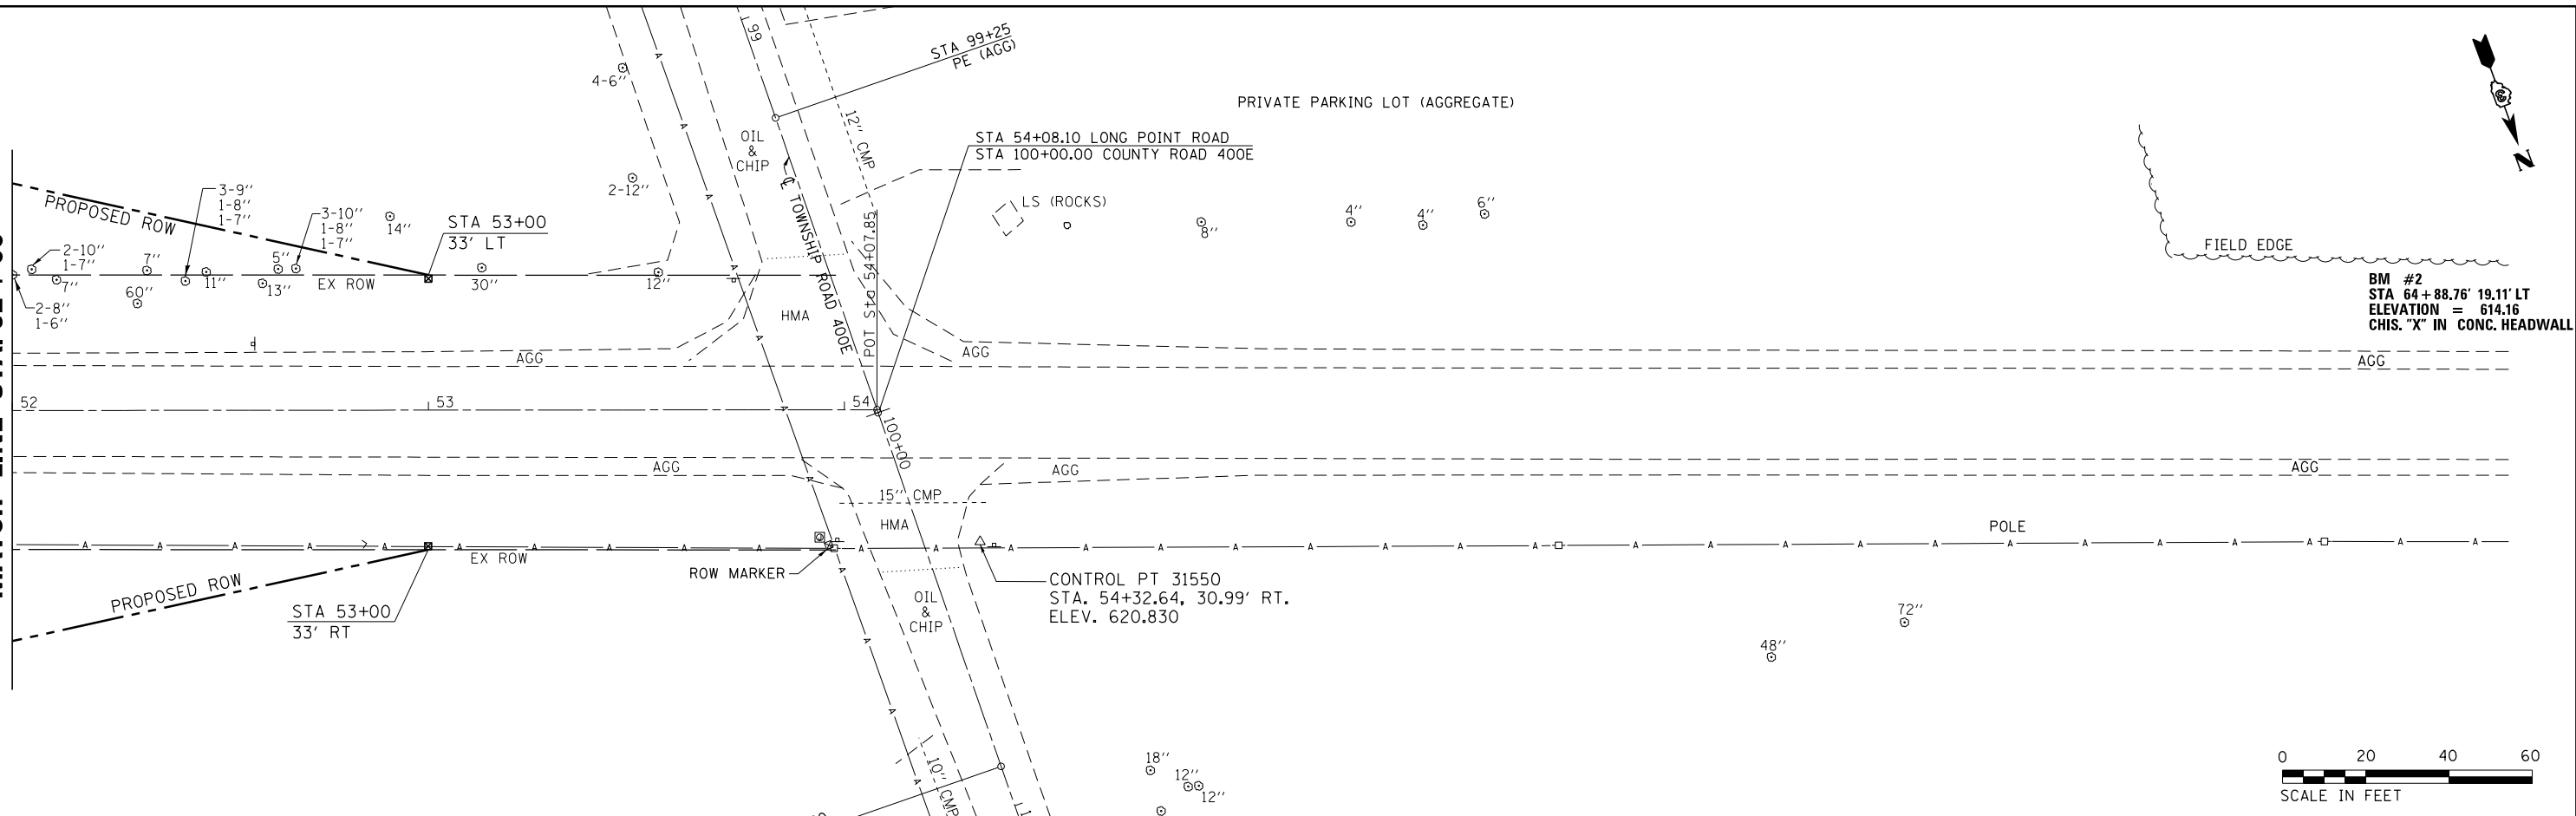 99
STA 99+25
PE (AGG)
4-6''
OIL
&
CHIP
12'' CMP
PRIVATE PARKING LOT (AGGREGATE)
STA 54+08.10 LONG POINT ROAD
STA 100+00.00 COUNTY ROAD 400E
N
2-12''
3-9''
1-8''
1-7''
3-10''
1-8''
1-7''
14''
PROPOSED ROW
STA 53+00
33' LT
℄ TOWNSHIP ROAD 400E
POT Sta 54+07.85
LS (ROCKS)
8''
4''
4''
6''
FIELD EDGE
2-10''
1-7''
7''
7''
60''
11''
5''
13''
EX ROW
30''
12''
2-8''
1-6''
HMA
BM #2
STA 64+88.76' 19.11' LT
ELEVATION = 614.16
CHIS. "X" IN CONC. HEADWALL
AGG
AGG
AGG
52
53
54
100+00
AGG
AGG
AGG
15'' CMP
HMA
A A A A A A A A A A A A A A A A A A A A A A A A A A A A A A A A
POLE
EX ROW
ROW MARKER
CONTROL PT 31550
STA. 54+32.64, 30.99' RT.
ELEV. 620.830
PROPOSED ROW
STA 53+00
33' RT
OIL
&
CHIP
72''
48''
10'' CMP
18''
12''
12''
0 20 40 60
SCALE IN FEET